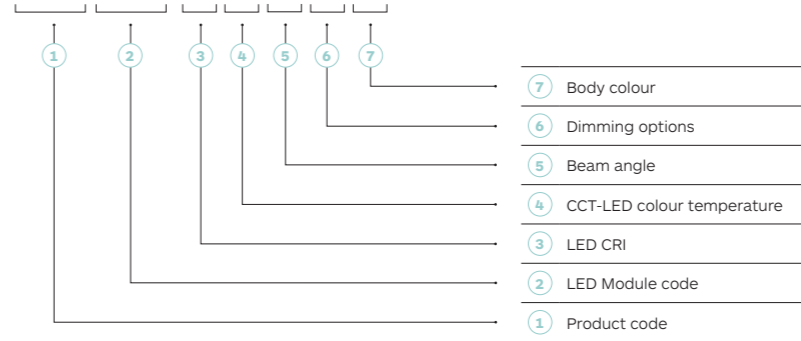 1 2 3 4 5 6 7
7 Body colour
6 Dimming options
5 Beam angle
4 CCT-LED colour temperature
3 LED CRI
2 LED Module code
1 Product code